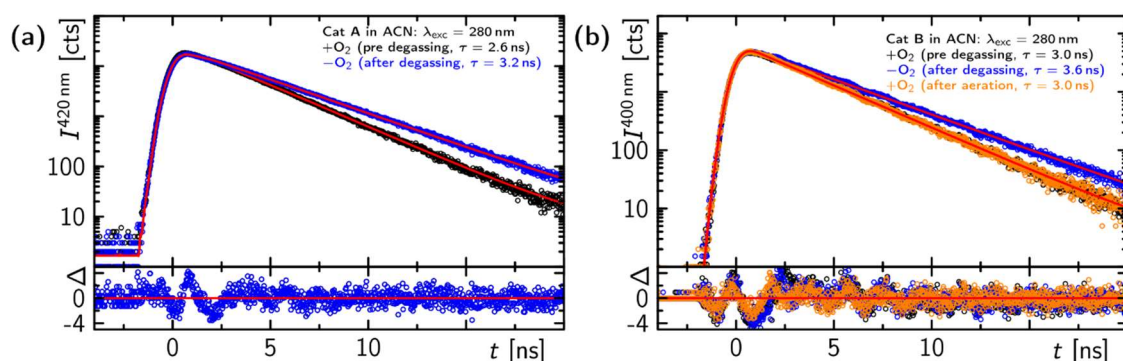 (a)
I^420 nm [cts]
Cat A in ACN: λexc = 280 nm
+O2 (pre degassing, τ = 2.6 ns)
−O2 (after degassing, τ = 3.2 ns)
100
10
Δ
0
-4
0 5 10
t [ns]
(b)
I^400 nm [cts]
Cat B in ACN: λexc = 280 nm
+O2 (pre degassing, τ = 3.0 ns)
−O2 (after degassing, τ = 3.6 ns)
+O2 (after aeration, τ = 3.0 ns)
100
10
Δ
0
-4
0 5 10
t [ns]